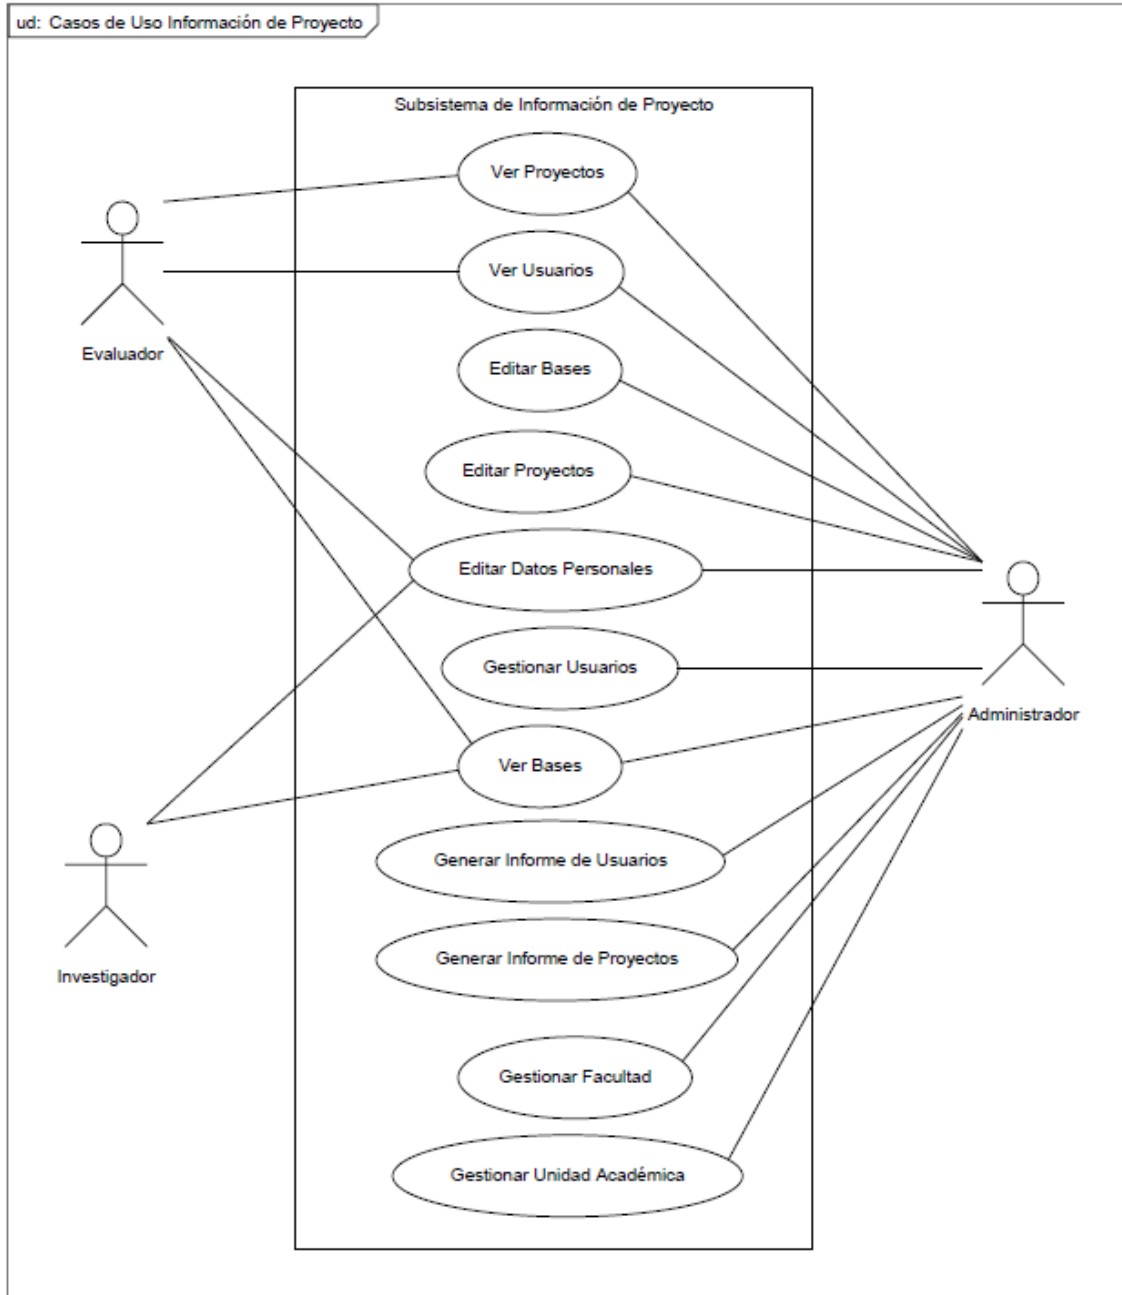 ud: Casos de Uso Información de Proyecto
Subsistema de Información de Proyecto
Ver Proyectos
Ver Usuarios
Evaluador
Editar Bases
Editar Proyectos
Editar Datos Personales
Gestionar Usuarios
Administrador
Ver Bases
Generar Informe de Usuarios
Generar Informe de Proyectos
Investigador
Gestionar Facultad
Gestionar Unidad Académica